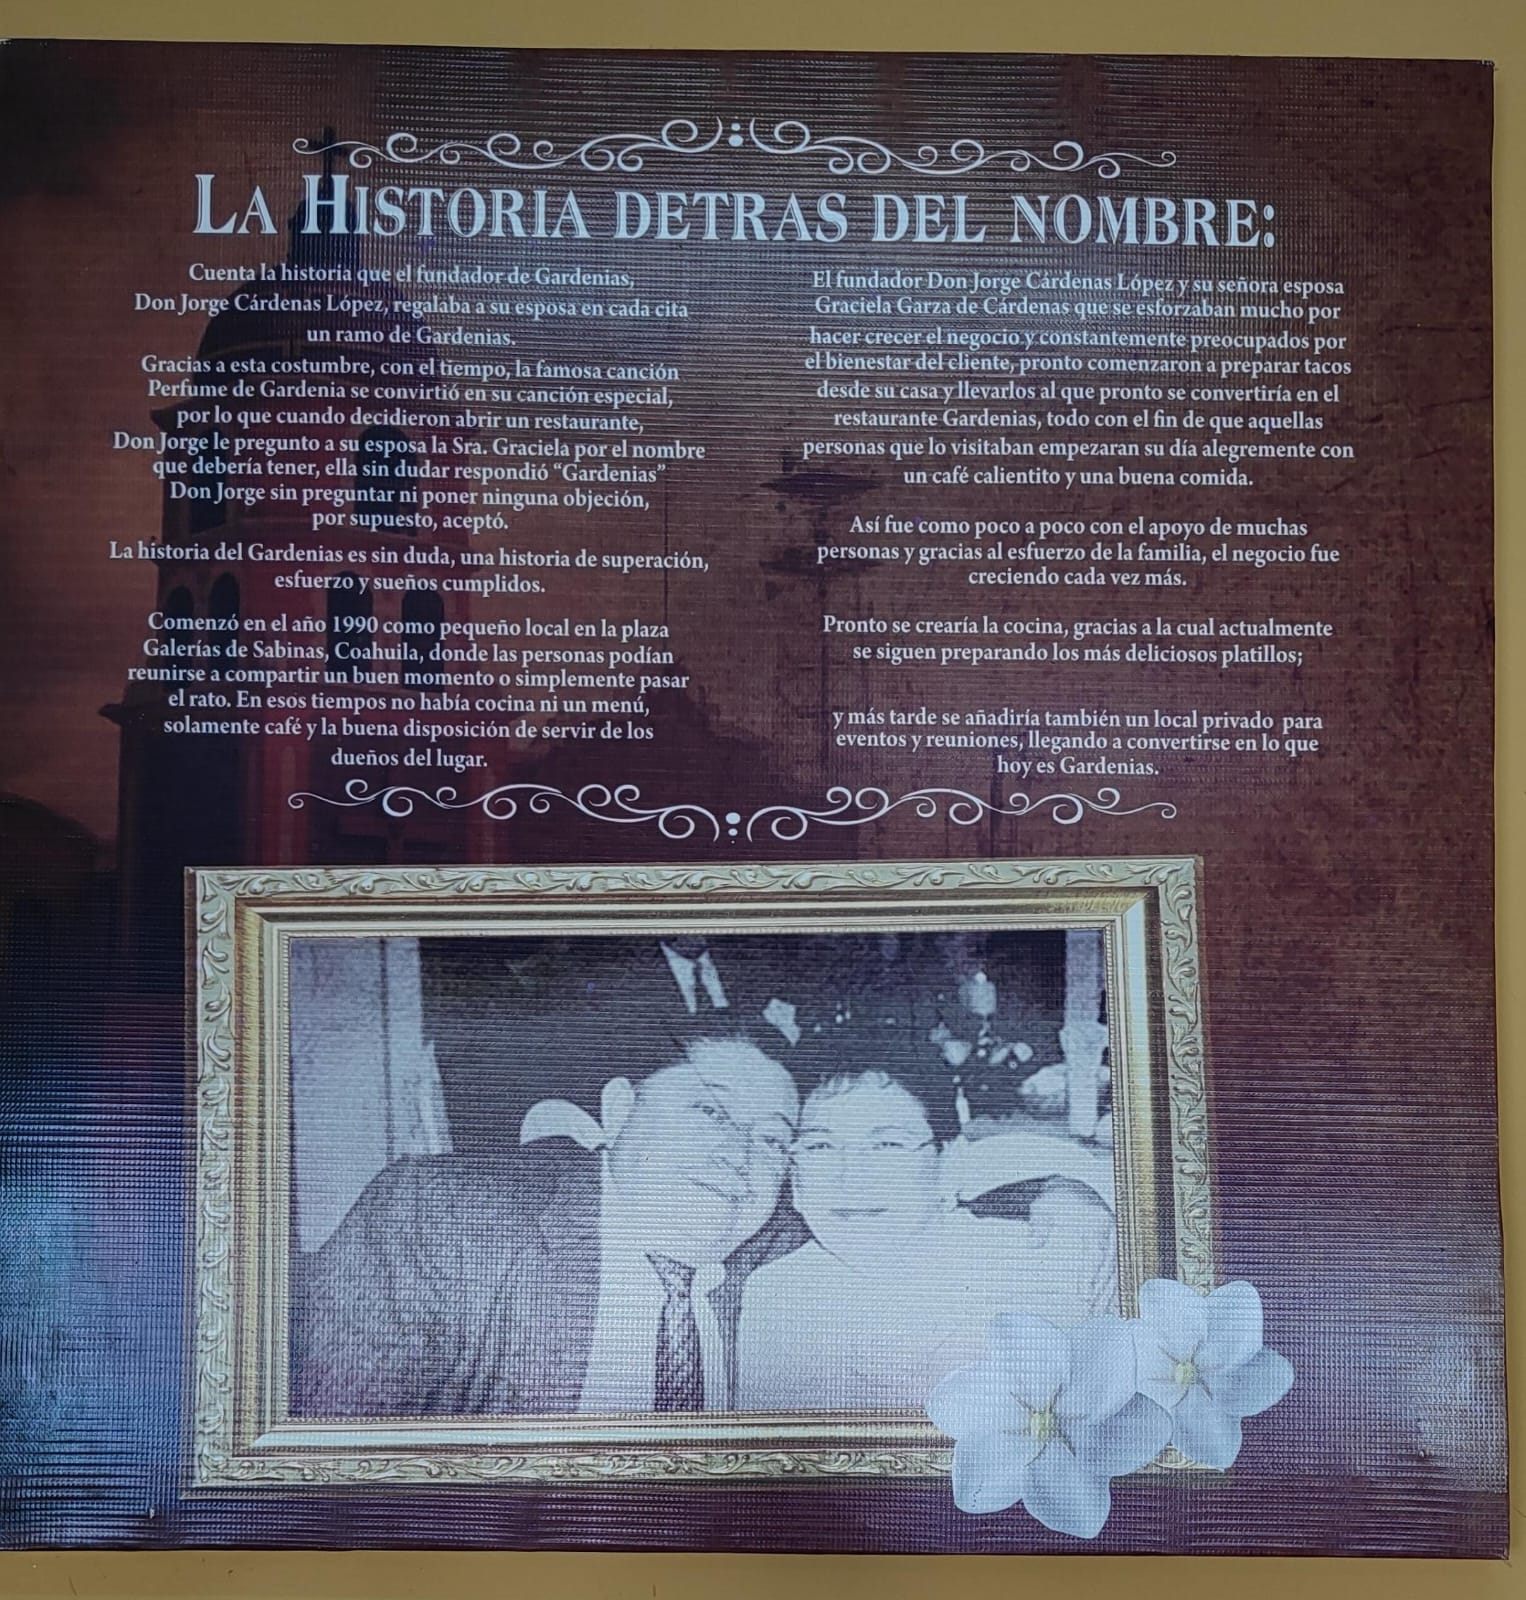 LA HISTORIA DETRAS DEL NOMBRE:
Cuenta la historia que el fundador de Gardenias,
Don Jorge Cárdenas López, regalaba a su esposa en cada cita
un ramo de Gardenias.
Gracias a esta costumbre, con el tiempo, la famosa canción
Perfume de Gardenia se convirtió en su canción especial,
por lo que cuando decidieron abrir un restaurante,
Don Jorge le pregunto a su esposa la Sra. Graciela por el nombre
que debería tener, ella sin dudar respondió “Gardenias”
Don Jorge sin preguntar ni poner ninguna objeción,
por supuesto, aceptó.
La historia del Gardenias es sin duda, una historia de superación,
esfuerzo y sueños cumplidos.
Comenzó en el año 1990 como pequeño local en la plaza
Galerías de Sabinas, Coahuila, donde las personas podían
reunirse a compartir un buen momento o simplemente pasar
el rato. En esos tiempos no había cocina ni un menú,
solamente café y la buena disposición de servir de los
dueños del lugar.
El fundador Don Jorge Cárdenas López y su señora esposa
Graciela Garza de Cárdenas que se esforzaban mucho por
hacer crecer el negocio y constantemente preocupados por
el bienestar del cliente, pronto comenzaron a preparar tacos
desde su casa y llevarlos al que pronto se convertiría en el
restaurante Gardenias, todo con el fin de que aquellas
personas que lo visitaban empezaran su día alegremente con
un café calientito y una buena comida.
Así fue como poco a poco con el apoyo de muchas
personas y gracias al esfuerzo de la familia, el negocio fue
creciendo cada vez más.
Pronto se crearía la cocina, gracias a la cual actualmente
se siguen preparando los más deliciosos platillos;
y más tarde se añadiría también un local privado para
eventos y reuniones, llegando a convertirse en lo que
hoy es Gardenias.